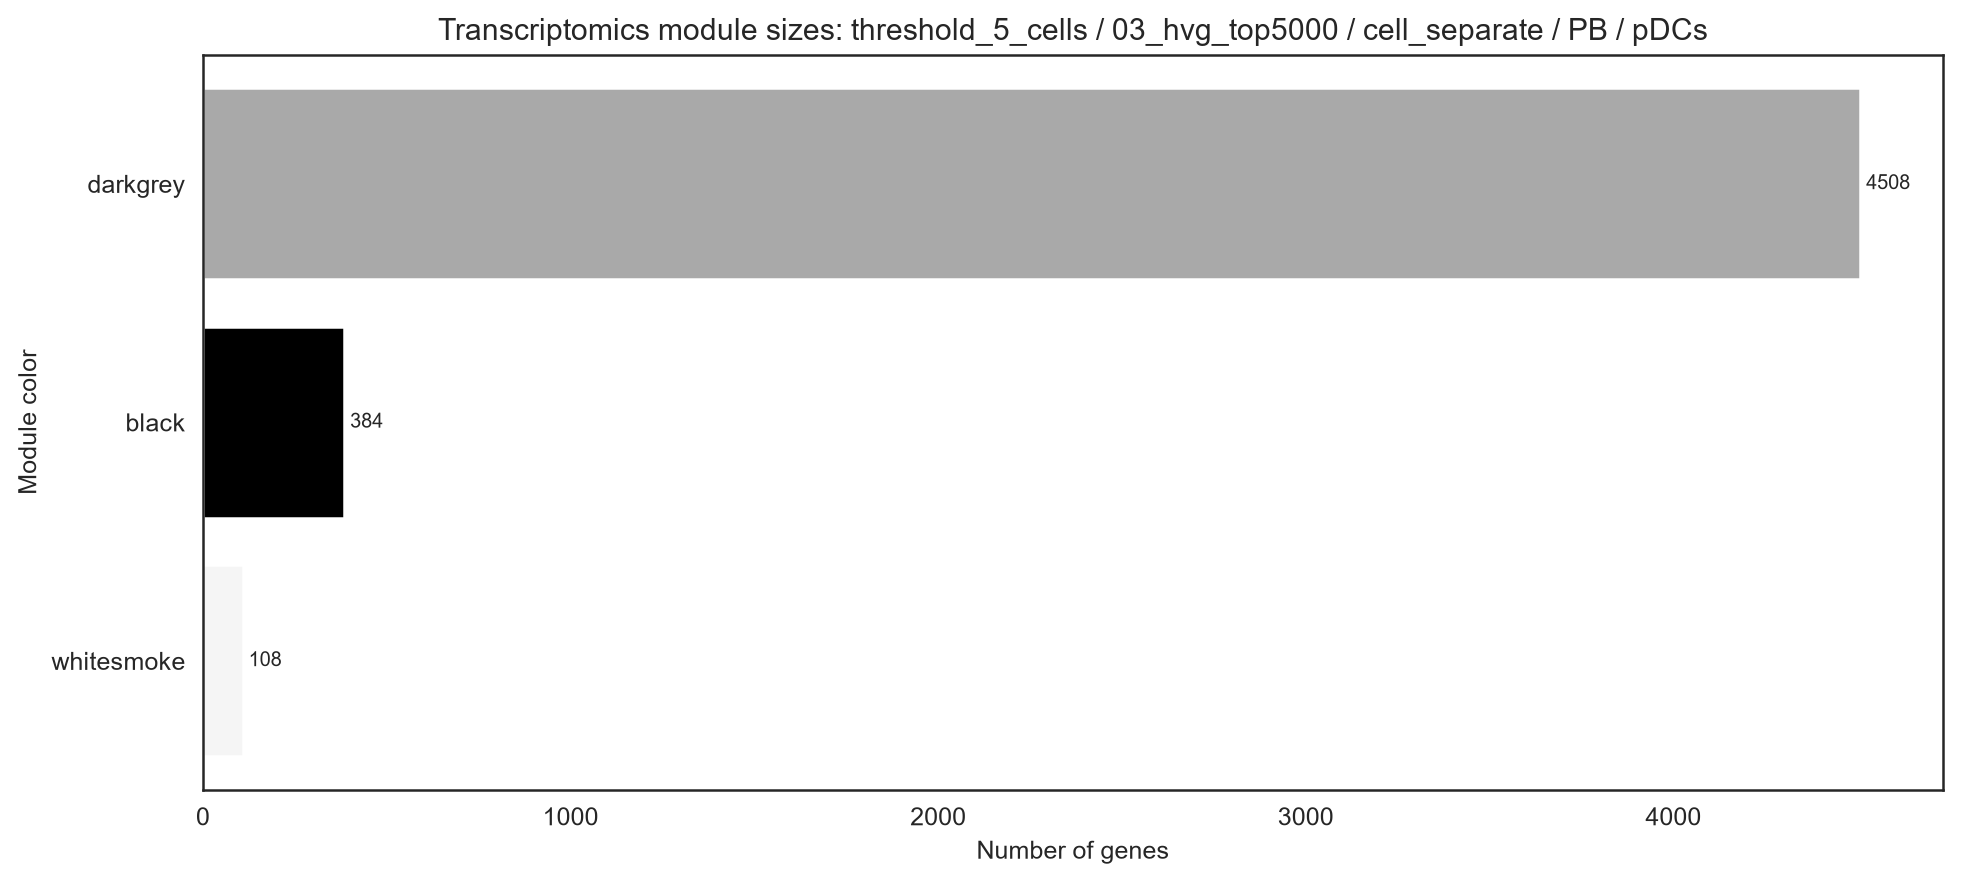 Transcriptomics module sizes: threshold_5_cells / 03_hvg_top5000 / cell_separate / PB / pDCs
Module color
darkgrey
4508
black
384
whitesmoke
108
0
1000
2000
3000
4000
Number of genes